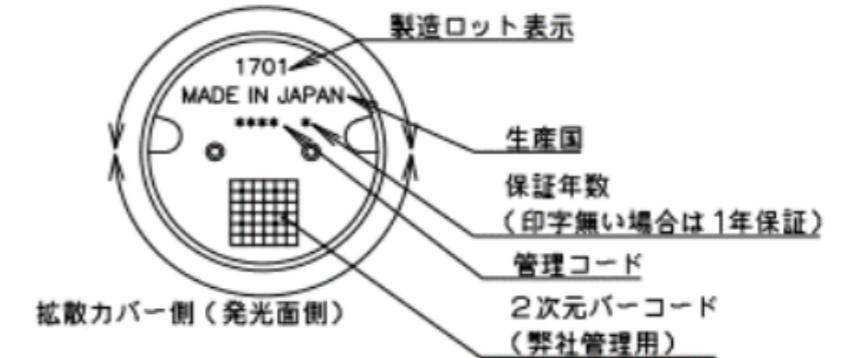 製造ロット表示
1701
MADE IN JAPAN
**** *
生産国
保証年数
(印字無い場合は1年保証)
管理コード
2次元バーコード
(弊社管理用)
拡散カバー側(発光面側)